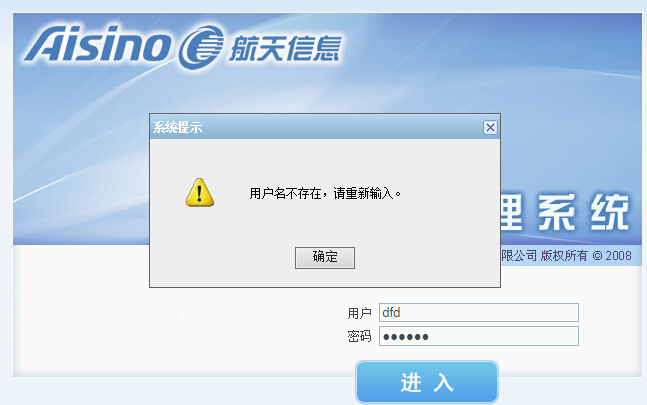 Aisino 航天信息
系统提示
用户名不存在，请重新输入。
理系统
确定
限公司 版权所有 © 2008
用户 dfd
密码 ●●●●●●
进 入